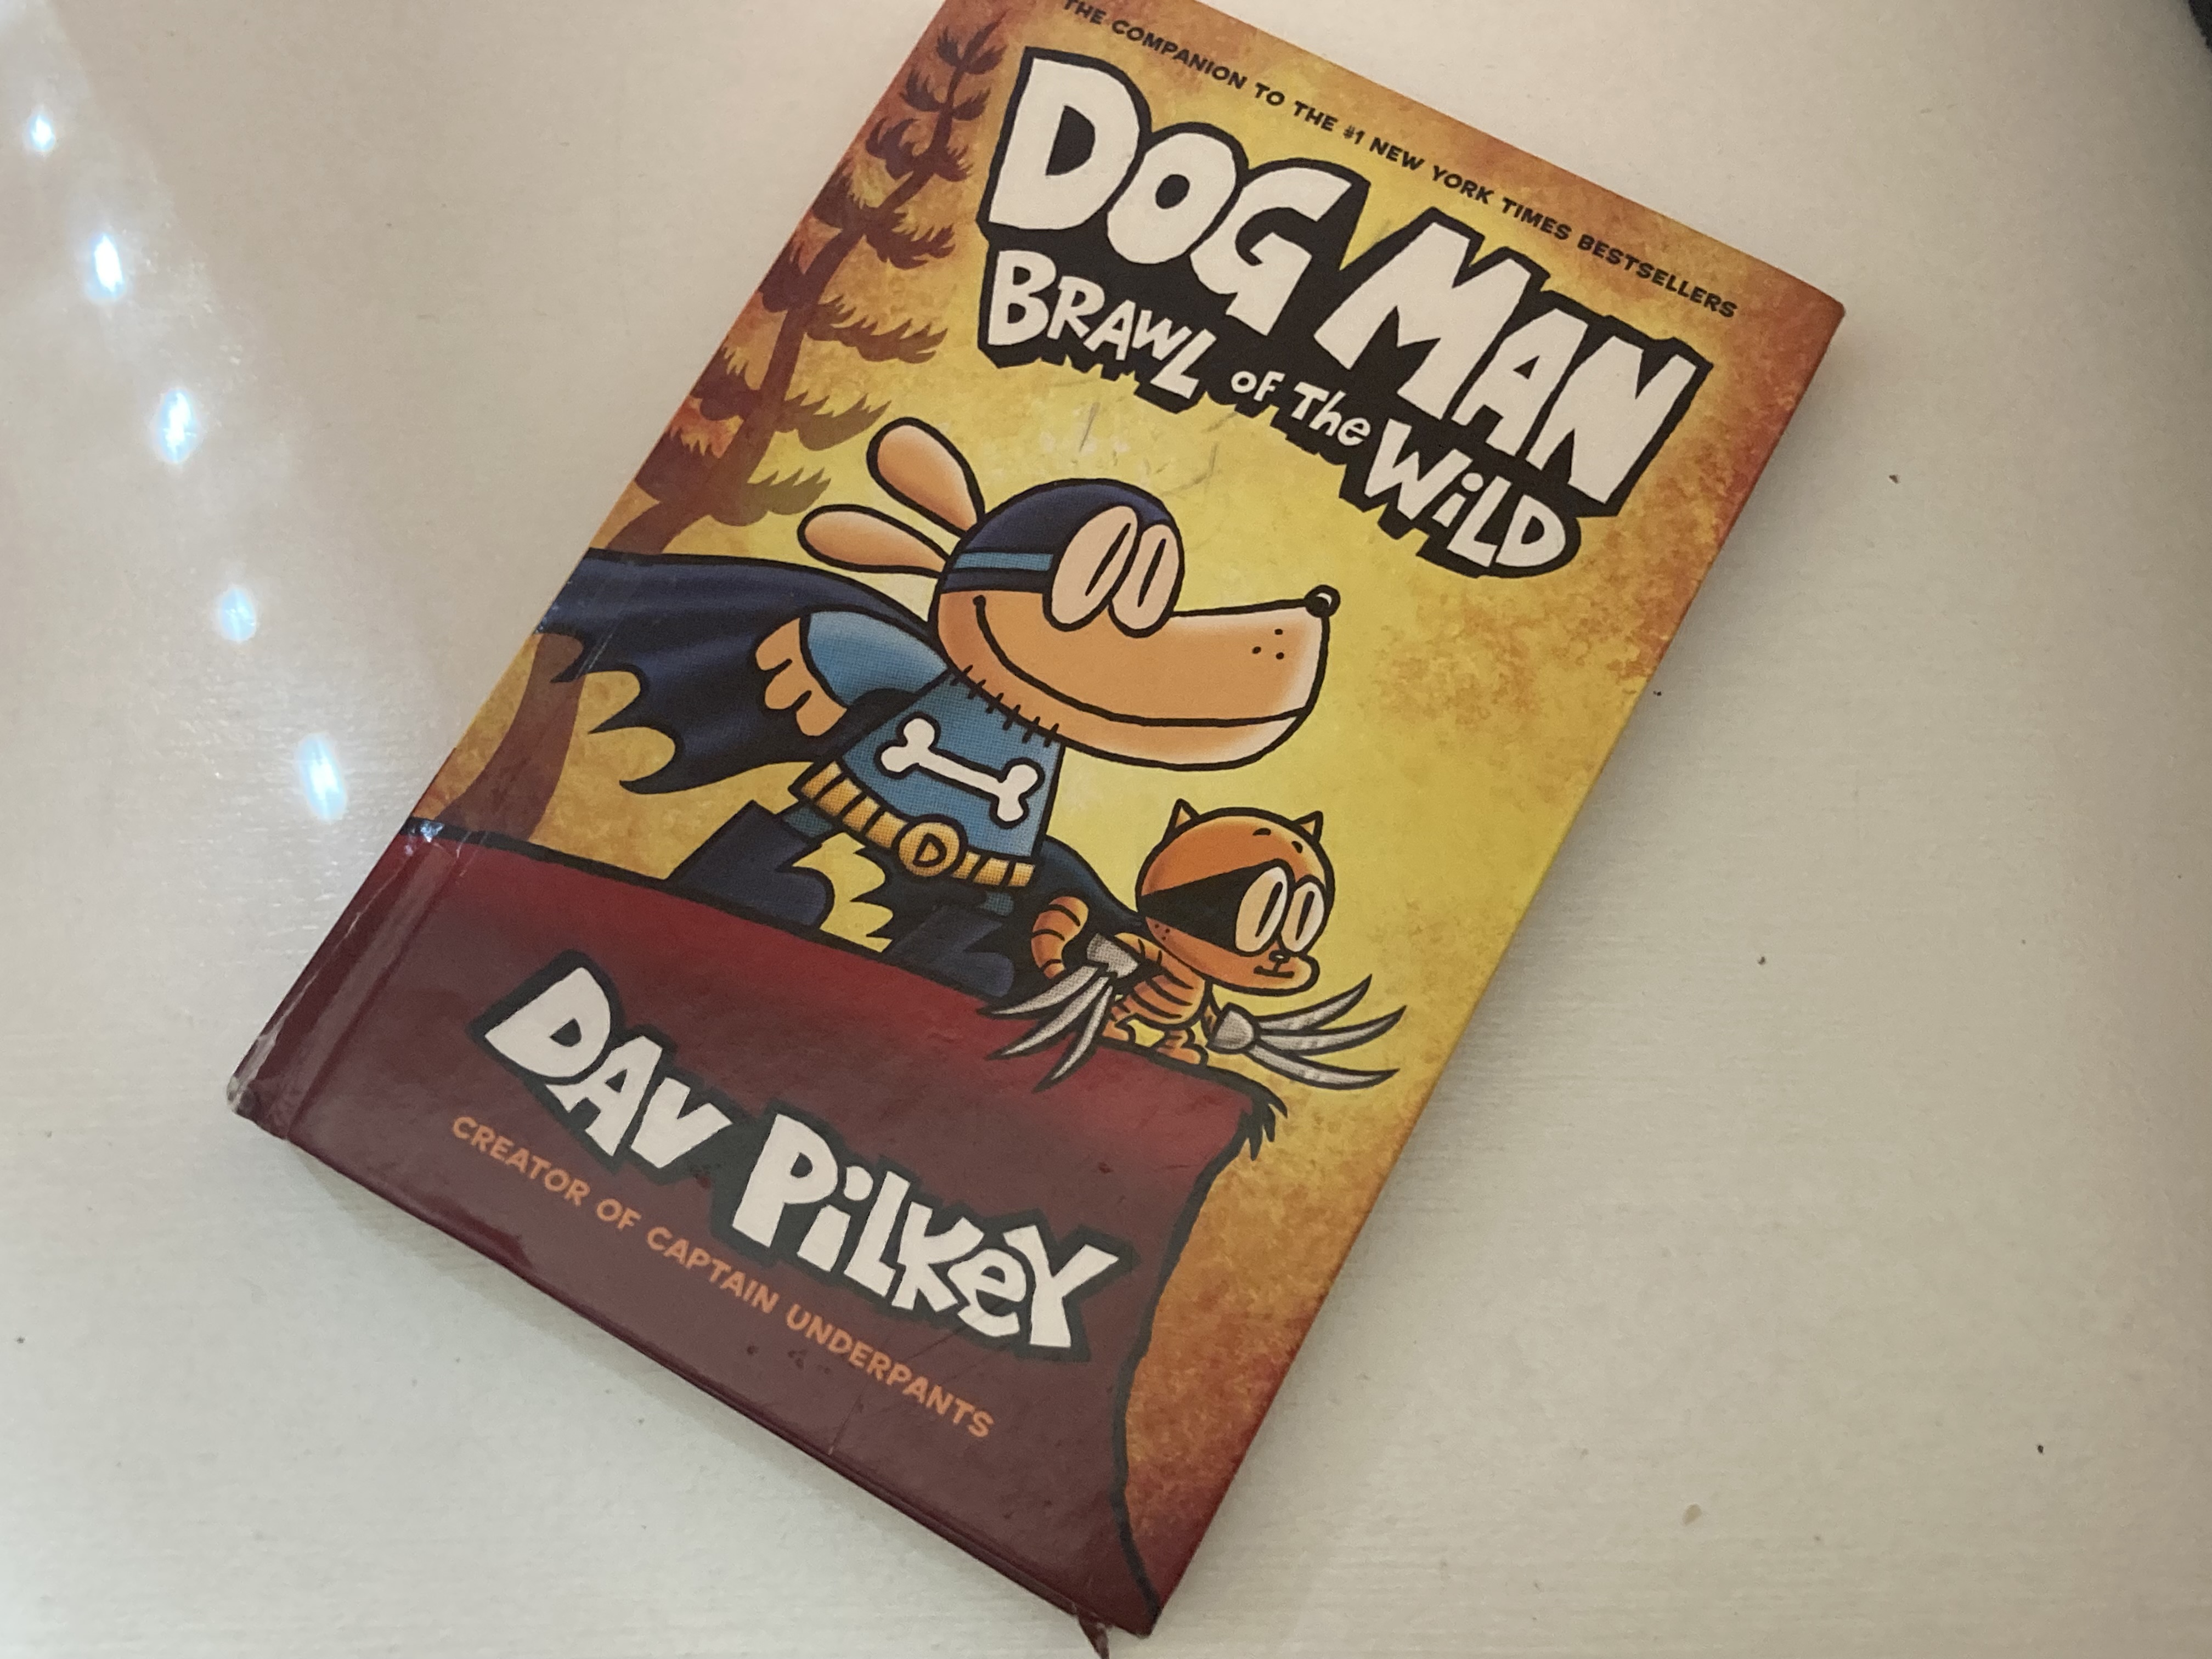 THE COMPANION TO THE #1 NEW YORK TIMES BESTSELLERS
DOG MAN
BRAWL OF The WiLD
D
DAV PiLKeY
CREATOR OF CAPTAIN UNDERPANTS